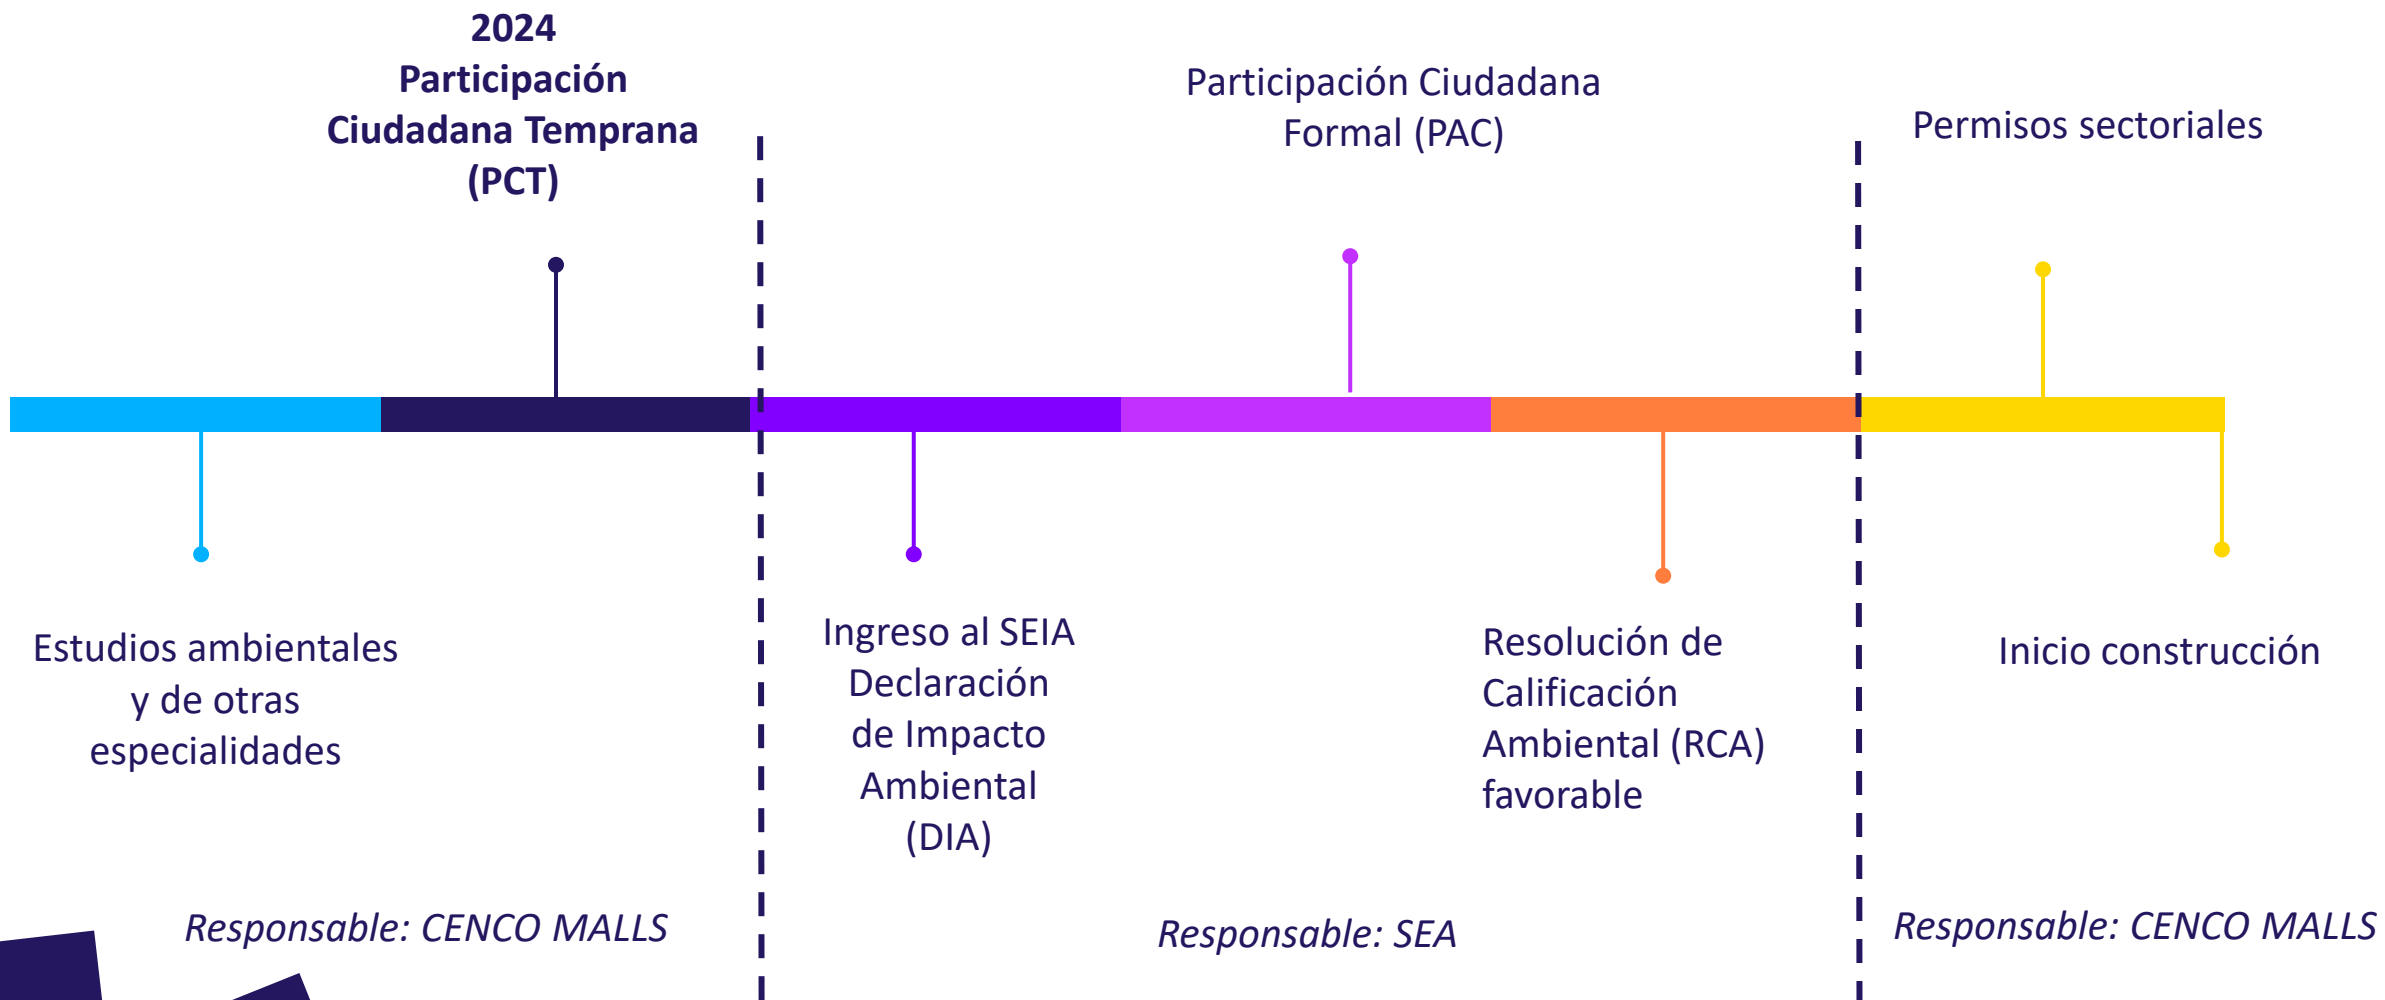 2024
Participación
Ciudadana Temprana
(PCT)
Participación Ciudadana
Formal (PAC)
Permisos sectoriales
Estudios ambientales
y de otras
especialidades
Ingreso al SEIA
Declaración
de Impacto
Ambiental
(DIA)
Resolución de
Calificación
Ambiental (RCA)
favorable
Inicio construcción
Responsable: CENCO MALLS
Responsable: SEA
Responsable: CENCO MALLS